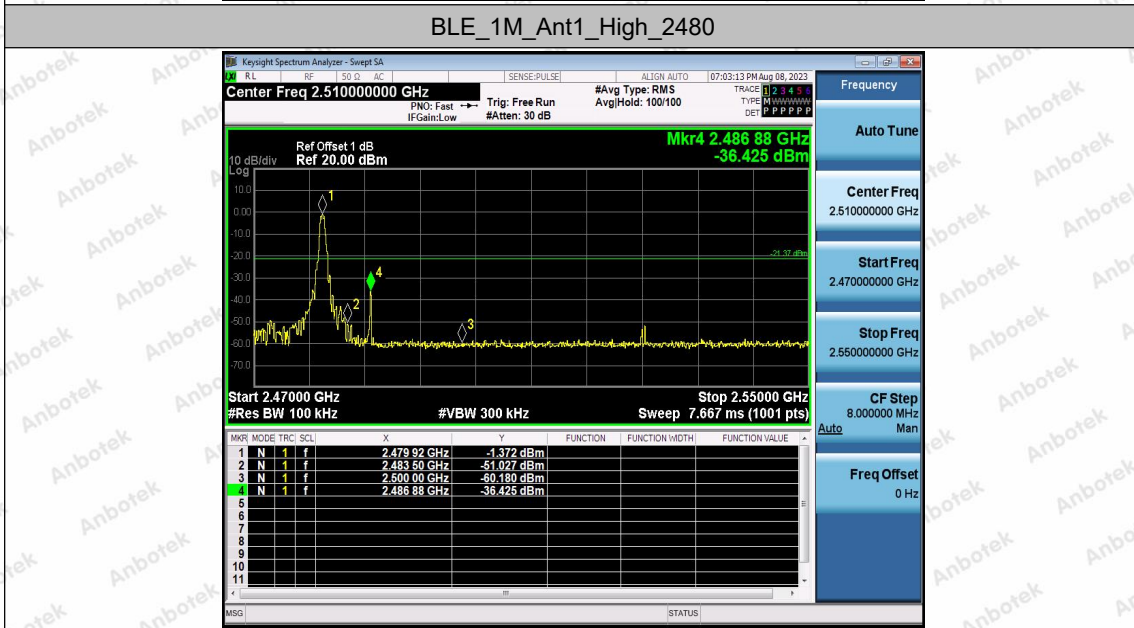 BLE_1M_Ant1_High_2480
Keysight Spectrum Analyzer - Swept SA
LXI RL RF 50 Ω AC SENSE:PULSE ALIGN AUTO 07:03:13 PM Aug 08, 2023
Center Freq 2.510000000 GHz
PNO: Fast
IFGain:Low
Trig: Free Run
#Atten: 30 dB
#Avg Type: RMS
Avg|Hold: 100/100
TRACE 1 2 3 4 5 6
TYPE M WWWWW
DET P P P P P P
Frequency
Auto Tune
Center Freq
2.510000000 GHz
Start Freq
2.470000000 GHz
Stop Freq
2.550000000 GHz
CF Step
8.000000 MHz
Auto Man
Freq Offset
0 Hz
Mkr4 2.486 88 GHz
-36.425 dBm
Ref Offset 1 dB
10 dB/div Ref 20.00 dBm
Log
10.0
0.00
-10.0
-20.0
-30.0
-40.0
-50.0
-60.0
-70.0
1
2
3
4
-21.37 dBm
Start 2.47000 GHz Stop 2.55000 GHz
#Res BW 100 kHz #VBW 300 kHz Sweep 7.667 ms (1001 pts)
MKR MODE TRC SCL X Y FUNCTION FUNCTION WIDTH FUNCTION VALUE
1 N 1 f 2.479 92 GHz -1.372 dBm
2 N 1 f 2.483 50 GHz -51.027 dBm
3 N 1 f 2.500 00 GHz -60.180 dBm
4 N 1 f 2.486 88 GHz -36.425 dBm
5
6
7
8
9
10
11
MSG STATUS
Anbotek